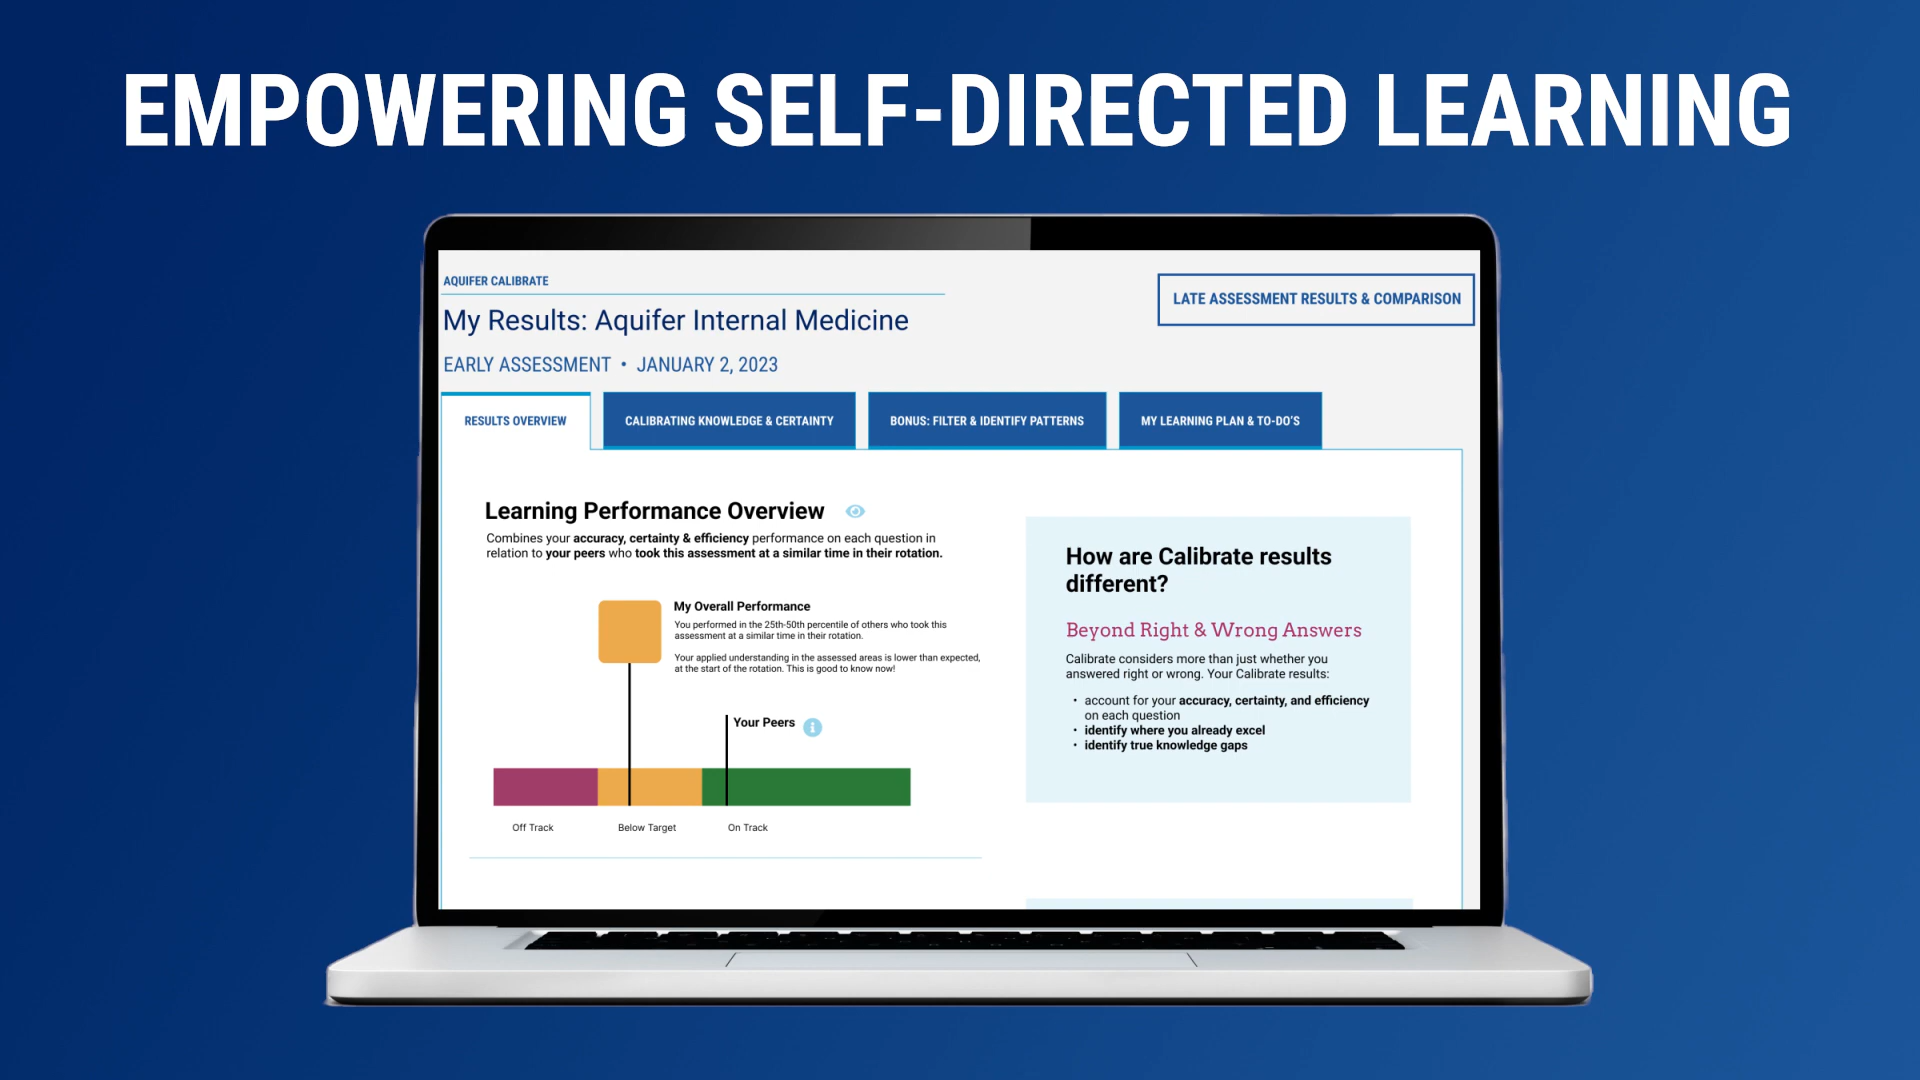 EMPOWERING SELF-DIRECTED LEARNING
AQUIFER CALIBRATE
LATE ASSESSMENT RESULTS & COMPARISON
My Results: Aquifer Internal Medicine
EARLY ASSESSMENT • JANUARY 2, 2023
RESULTS OVERVIEW
CALIBRATING KNOWLEDGE & CERTAINTY
BONUS: FILTER & IDENTIFY PATTERNS
MY LEARNING PLAN & TO-DO'S
Learning Performance Overview
Combines your accuracy, certainty & efficiency performance on each question in
relation to your peers who took this assessment at a similar time in their rotation.
My Overall Performance
You performed in the 25th-50th percentile of others who took this
assessment at a similar time in their rotation.
Your applied understanding in the assessed areas is lower than expected,
at the start of the rotation. This is good to know now!
Your Peers
Off Track
Below Target
On Track
How are Calibrate results
different?
Beyond Right & Wrong Answers
Calibrate considers more than just whether you
answered right or wrong. Your Calibrate results:
• account for your accuracy, certainty, and efficiency
on each question
• identify where you already excel
• identify true knowledge gaps